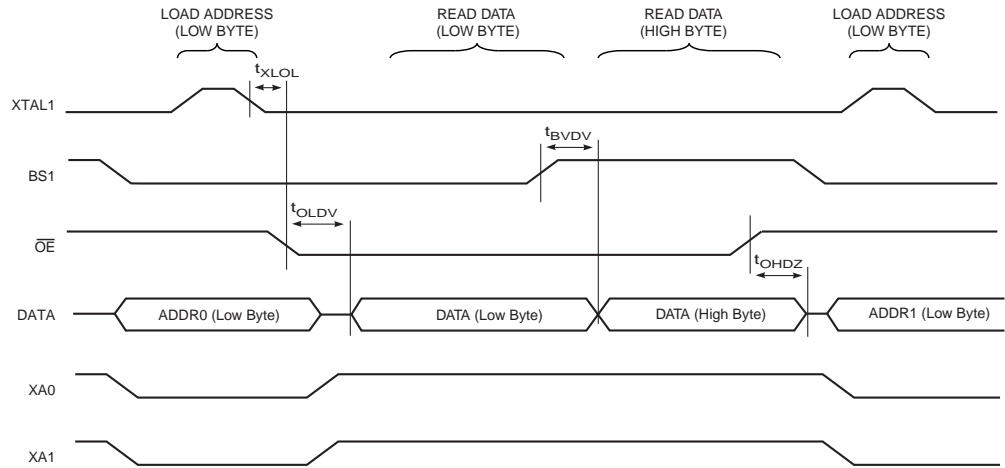 LOAD ADDRESS
(LOW BYTE)
READ DATA
(LOW BYTE)
READ DATA
(HIGH BYTE)
LOAD ADDRESS
(LOW BYTE)
tXLOL
XTAL1
tBVDV
BS1
tOLDV
OE
tOHDZ
DATA
ADDR0 (Low Byte)
DATA (Low Byte)
DATA (High Byte)
ADDR1 (Low Byte)
XA0
XA1